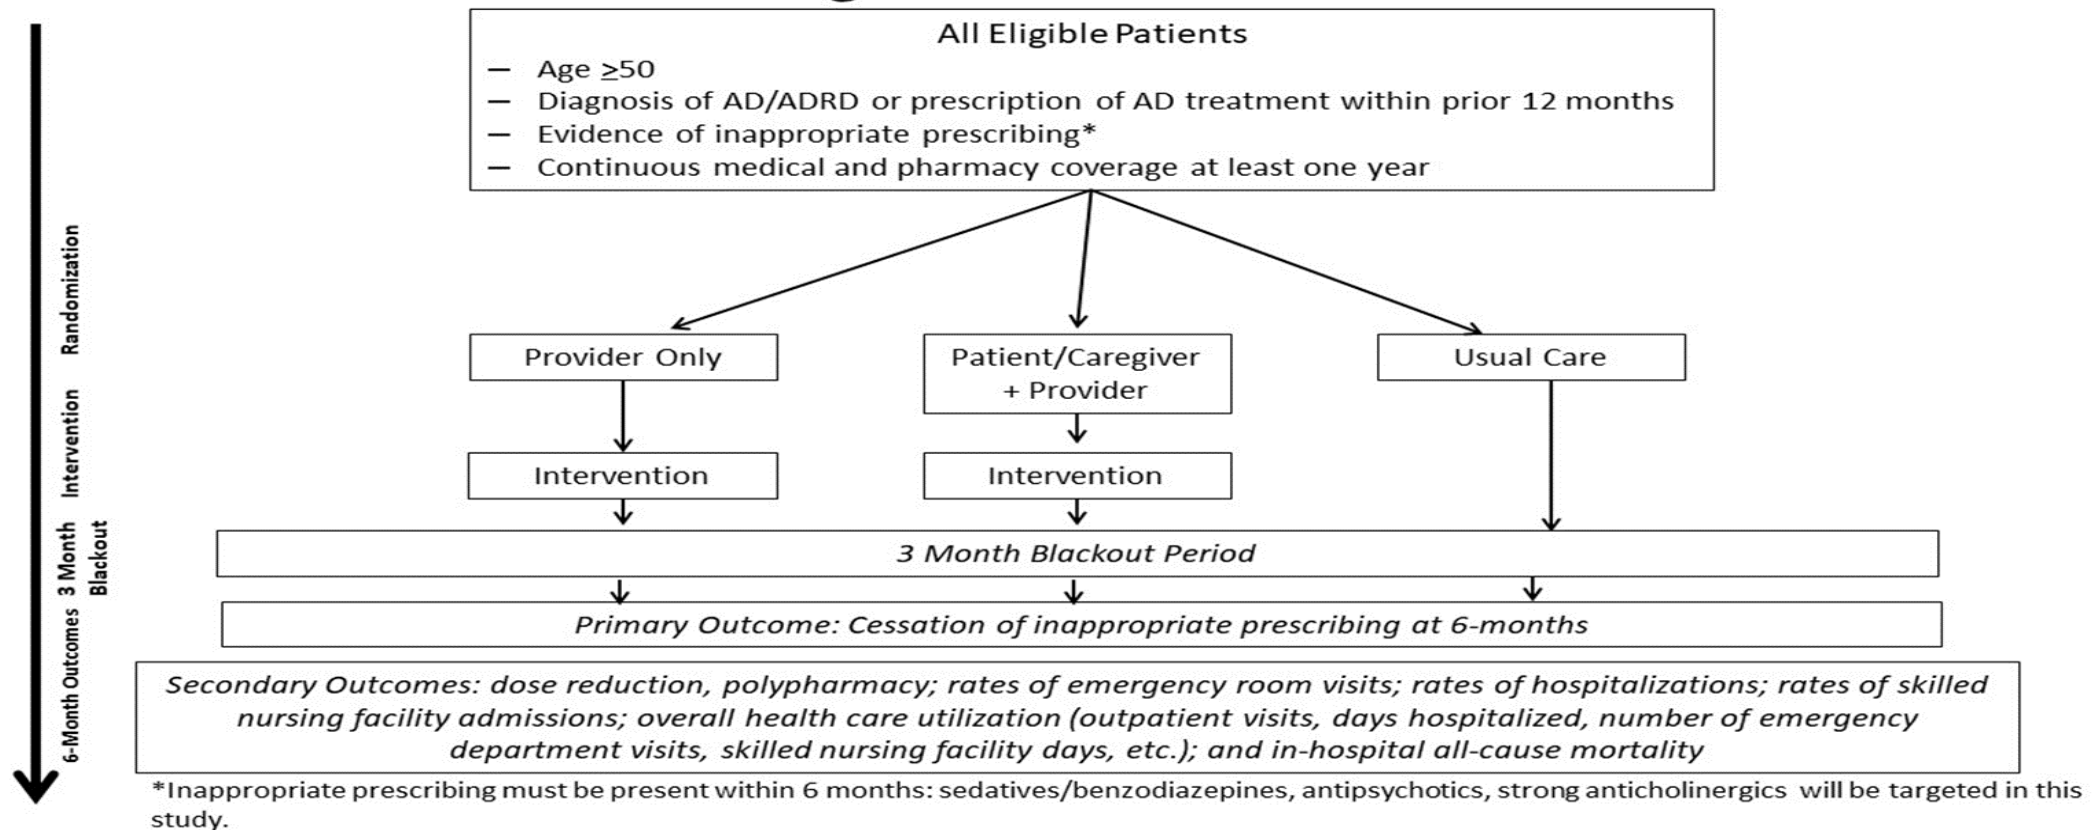 All Eligible Patients
– Age ≥50
– Diagnosis of AD/ADRD or prescription of AD treatment within prior 12 months
– Evidence of inappropriate prescribing*
– Continuous medical and pharmacy coverage at least one year
Randomization
Provider Only
Patient/Caregiver
+ Provider
Usual Care
Intervention
Intervention
Intervention
3 Month
Blackout
3 Month Blackout Period
6-Month Outcomes
Primary Outcome: Cessation of inappropriate prescribing at 6-months
Secondary Outcomes: dose reduction, polypharmacy; rates of emergency room visits; rates of hospitalizations; rates of skilled
nursing facility admissions; overall health care utilization (outpatient visits, days hospitalized, number of emergency
department visits, skilled nursing facility days, etc.); and in-hospital all-cause mortality
*Inappropriate prescribing must be present within 6 months: sedatives/benzodiazepines, antipsychotics, strong anticholinergics will be targeted in this
study.